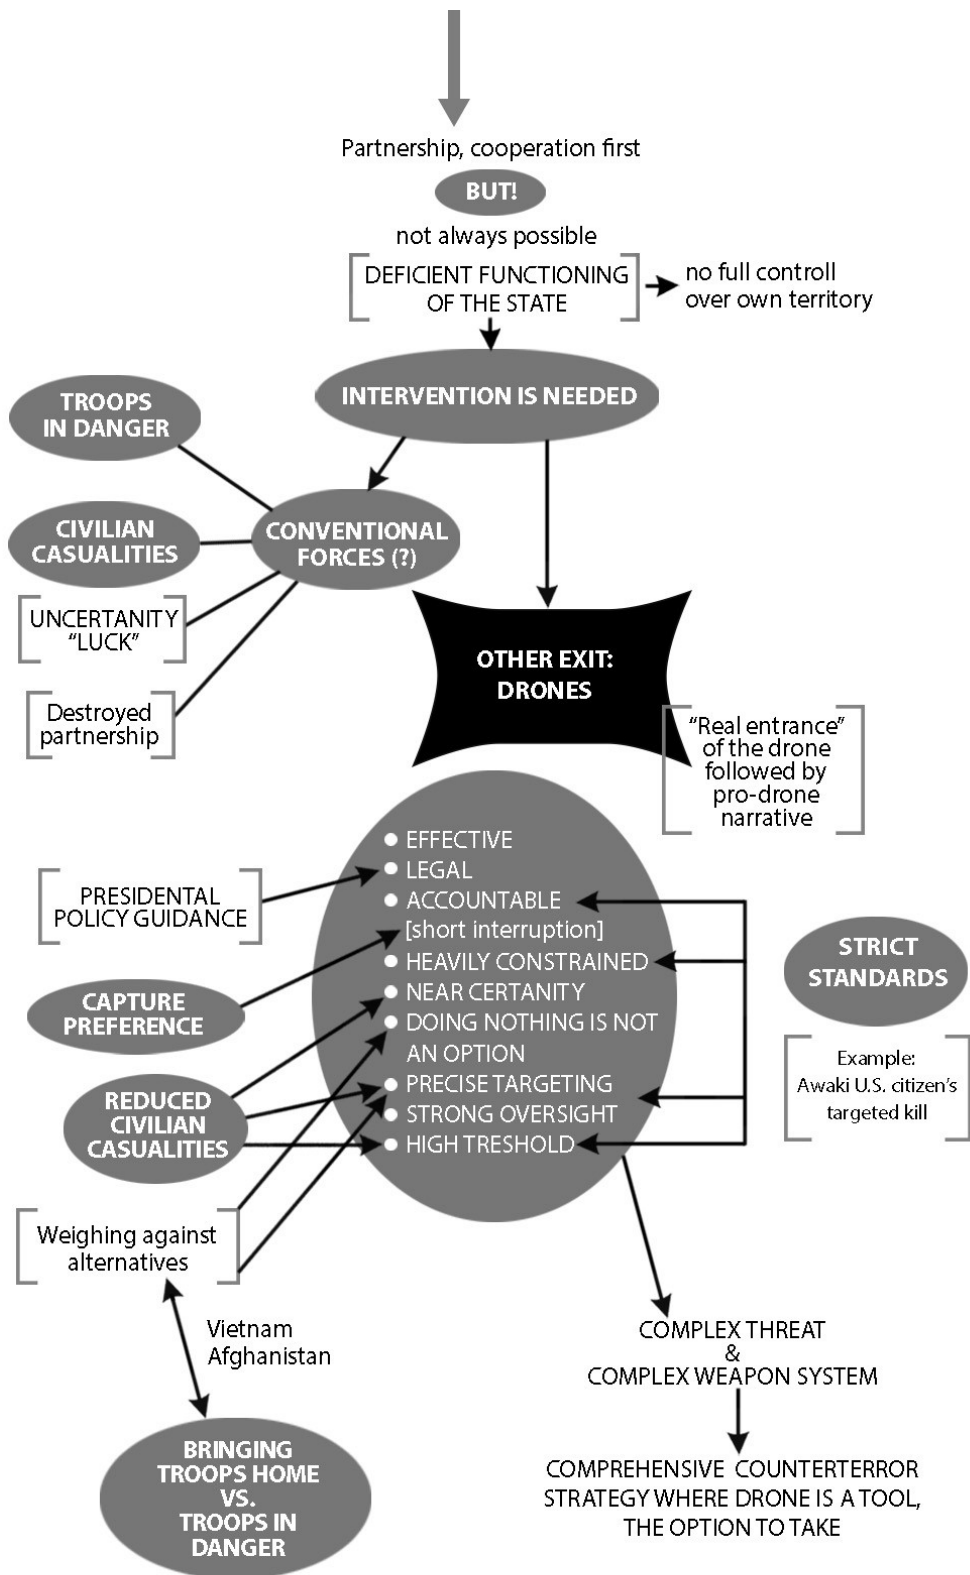 Partnership, cooperation first
BUT!
not always possible
DEFICIENT FUNCTIONING
OF THE STATE
no full controll
over own territory
INTERVENTION IS NEEDED
TROOPS
IN DANGER
CONVENTIONAL
FORCES (?)
CIVILIAN
CASUALITIES
UNCERTANITY
“LUCK”
Destroyed
partnership
OTHER EXIT:
DRONES
“Real entrance”
of the drone
followed by
pro-drone
narrative
EFFECTIVE
LEGAL
ACCOUNTABLE
[short interruption]
HEAVILY CONSTRAINED
NEAR CERTANITY
DOING NOTHING IS NOT
AN OPTION
PRECISE TARGETING
STRONG OVERSIGHT
HIGH TRESHOLD
PRESIDENTAL
POLICY GUIDANCE
CAPTURE
PREFERENCE
REDUCED
CIVILIAN
CASUALITIES
Weighing against
alternatives
STRICT
STANDARDS
Example:
Awaki U.S. citizen’s
targeted kill
Vietnam
Afghanistan
BRINGING
TROOPS HOME
VS.
TROOPS IN
DANGER
COMPLEX THREAT
&
COMPLEX WEAPON SYSTEM
COMPREHENSIVE COUNTERTERROR
STRATEGY WHERE DRONE IS A TOOL,
THE OPTION TO TAKE